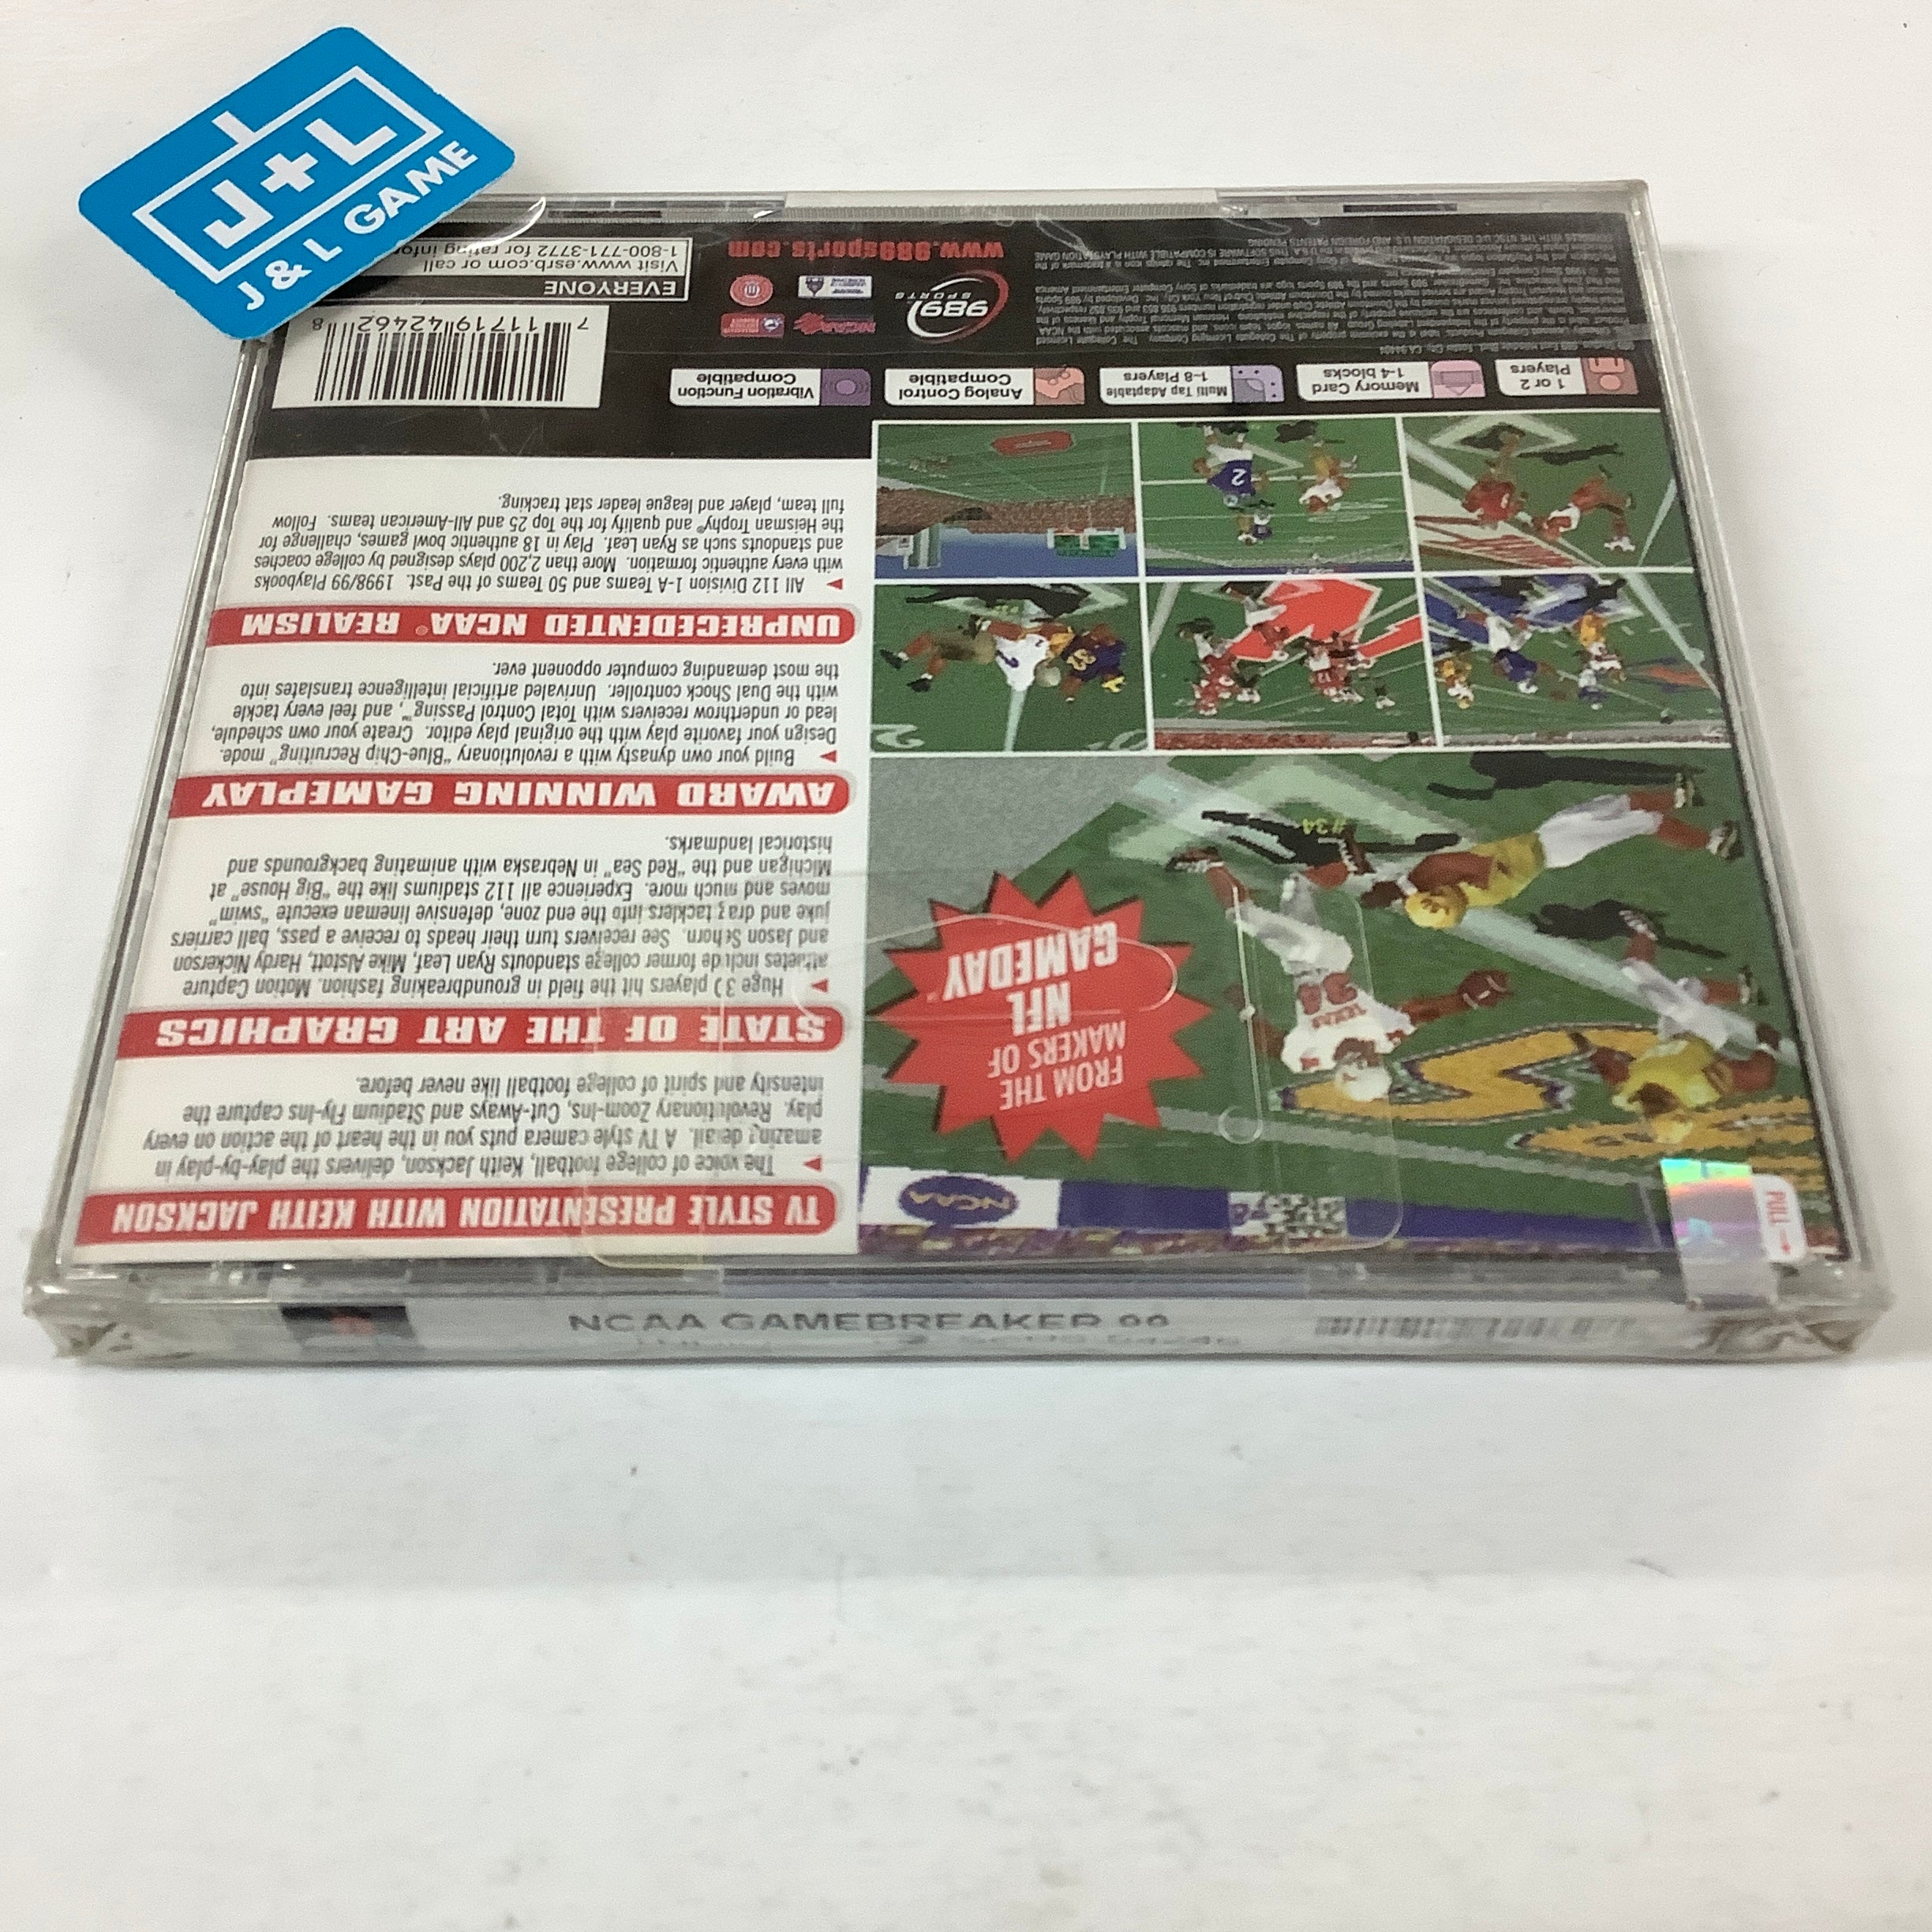 J+L
J & L GAME
TV STYLE PRESENTATION WITH KEITH JACKSON
The voice of college football, Keith Jackson, delivers the play-by-play in
amazing detail. A TV style camera puts you in the heart of the action on every
play. Revolutionary Zoom-Ins, Cut-Aways and Stadium Fly-Ins capture the
intensity and spirit of college football like never before.
STATE OF THE ART GRAPHICS
Huge 3D players hit the field in groundbreaking fashion. Motion Capture
athletes include former college standouts Ryan Leaf, Mike Alstott, Hardy Nickerson
and Jason Sehorn. See receivers turn their heads to receive a pass, ball carriers
juke and drag tacklers into the end zone, defensive lineman execute "swim"
moves and much more. Experience all 112 stadiums like the "Big House" at
Michigan and the "Red Sea" in Nebraska with animating backgrounds and
historical landmarks.
AWARD WINNING GAMEPLAY
Build your own dynasty with a revolutionary "Blue-Chip Recruiting" mode.
Design your favorite play with the original play editor. Create your own schedule,
lead or underthrow receivers with Total Control Passing™, and feel every tackle
with the Dual Shock controller. Unrivaled artificial intelligence translates into
the most demanding computer opponent ever.
UNPRECEDENTED NCAA® REALISM
All 112 Division 1-A Teams and 50 Teams of the Past. 1998/99 Playbooks
with every authentic formation. More than 2,200 plays designed by college coaches
and standouts such as Ryan Leaf. Play in 18 authentic bowl games, challenge for
the Heisman Trophy® and qualify for the Top 25 and All-American teams. Follow
full team, player and league leader stat tracking.
PULL
NCAA
FROM THE
MAKERS OF
NFL
GAMEDAY™
TEXAS
34
#34
1 or 2
Players
Memory Card
1-4 blocks
Multi Tap Adaptable
1-8 Players
Analog Control
Compatible
Vibration Function
Compatible
989
SPORTS
NCAA
www.989sports.com
7 11719 42462 8
EVERYONE
Visit www.esrb.com or call
1-800-771-3772 for rating info
NCAA GAMEBREAKER 99